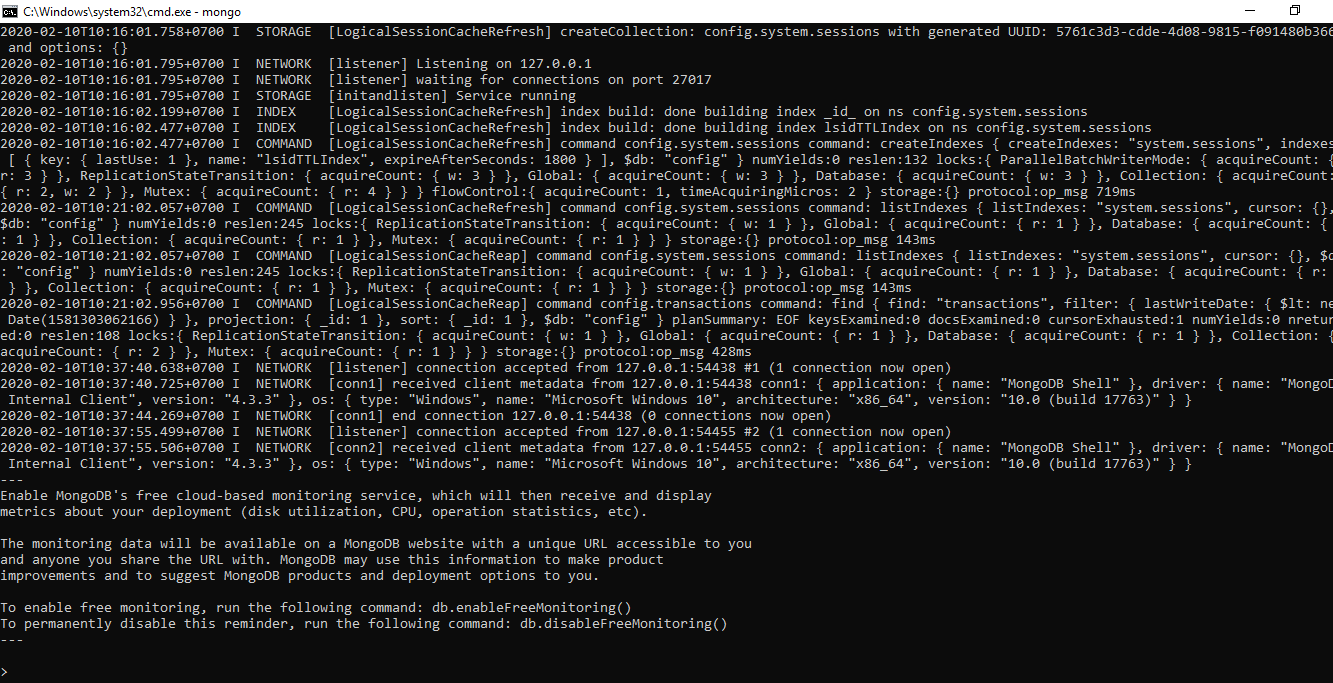 C:\Windows\system32\cmd.exe - mongo
2020-02-10T10:16:01.758+0700 I  STORAGE  [LogicalSessionCacheRefresh] createCollection: config.system.sessions with generated UUID: 5761c3d3-cdde-4d08-9815-f091480b366
 and options: {}
2020-02-10T10:16:01.795+0700 I  NETWORK  [listener] Listening on 127.0.0.1
2020-02-10T10:16:01.795+0700 I  NETWORK  [listener] waiting for connections on port 27017
2020-02-10T10:16:01.795+0700 I  STORAGE  [initandlisten] Service running
2020-02-10T10:16:02.199+0700 I  INDEX    [LogicalSessionCacheRefresh] index build: done building index _id_ on ns config.system.sessions
2020-02-10T10:16:02.477+0700 I  INDEX    [LogicalSessionCacheRefresh] index build: done building index lsidTTLIndex on ns config.system.sessions
2020-02-10T10:16:02.477+0700 I  COMMAND  [LogicalSessionCacheRefresh] command config.system.sessions command: createIndexes { createIndexes: "system.sessions", indexes
 [ { key: { lastUse: 1 }, name: "lsidTTLIndex", expireAfterSeconds: 1800 } ], $db: "config" } numYields:0 reslen:132 locks:{ ParallelBatchWriterMode: { acquireCount: {
r: 3 } }, ReplicationStateTransition: { acquireCount: { w: 3 } }, Global: { acquireCount: { w: 3 } }, Database: { acquireCount: { w: 3 } }, Collection: { acquireCount:
{ r: 2, w: 2 } }, Mutex: { acquireCount: { r: 4 } } } flowControl:{ acquireCount: 1, timeAcquiringMicros: 2 } storage:{} protocol:op_msg 719ms
2020-02-10T10:21:02.057+0700 I  COMMAND  [LogicalSessionCacheRefresh] command config.system.sessions command: listIndexes { listIndexes: "system.sessions", cursor: {},
$db: "config" } numYields:0 reslen:245 locks:{ ReplicationStateTransition: { acquireCount: { w: 1 } }, Global: { acquireCount: { r: 1 } }, Database: { acquireCount: {
: 1 } }, Collection: { acquireCount: { r: 1 } }, Mutex: { acquireCount: { r: 1 } } } storage:{} protocol:op_msg 143ms
2020-02-10T10:21:02.057+0700 I  COMMAND  [LogicalSessionCacheReap] command config.system.sessions command: listIndexes { listIndexes: "system.sessions", cursor: {}, $d
: "config" } numYields:0 reslen:245 locks:{ ReplicationStateTransition: { acquireCount: { w: 1 } }, Global: { acquireCount: { r: 1 } }, Database: { acquireCount: { r:
 } }, Collection: { acquireCount: { r: 1 } }, Mutex: { acquireCount: { r: 1 } } } storage:{} protocol:op_msg 143ms
2020-02-10T10:21:02.956+0700 I  COMMAND  [LogicalSessionCacheReap] command config.transactions command: find { find: "transactions", filter: { lastWriteDate: { $lt: ne
Date(1581303062166) } }, projection: { _id: 1 }, sort: { _id: 1 }, $db: "config" } planSummary: EOF keysExamined:0 docsExamined:0 cursorExhausted:1 numYields:0 nretur
ed:0 reslen:108 locks:{ ReplicationStateTransition: { acquireCount: { w: 1 } }, Global: { acquireCount: { r: 1 } }, Database: { acquireCount: { r: 1 } }, Collection: {
acquireCount: { r: 2 } }, Mutex: { acquireCount: { r: 1 } } } storage:{} protocol:op_msg 428ms
2020-02-10T10:37:40.638+0700 I  NETWORK  [listener] connection accepted from 127.0.0.1:54438 #1 (1 connection now open)
2020-02-10T10:37:40.725+0700 I  NETWORK  [conn1] received client metadata from 127.0.0.1:54438 conn1: { application: { name: "MongoDB Shell" }, driver: { name: "MongoD
 Internal Client", version: "4.3.3" }, os: { type: "Windows", name: "Microsoft Windows 10", architecture: "x86_64", version: "10.0 (build 17763)" } }
2020-02-10T10:37:44.269+0700 I  NETWORK  [conn1] end connection 127.0.0.1:54438 (0 connections now open)
2020-02-10T10:37:55.499+0700 I  NETWORK  [listener] connection accepted from 127.0.0.1:54455 #2 (1 connection now open)
2020-02-10T10:37:55.506+0700 I  NETWORK  [conn2] received client metadata from 127.0.0.1:54455 conn2: { application: { name: "MongoDB Shell" }, driver: { name: "MongoD
 Internal Client", version: "4.3.3" }, os: { type: "Windows", name: "Microsoft Windows 10", architecture: "x86_64", version: "10.0 (build 17763)" } }
---
Enable MongoDB's free cloud-based monitoring service, which will then receive and display
metrics about your deployment (disk utilization, CPU, operation statistics, etc).

The monitoring data will be available on a MongoDB website with a unique URL accessible to you
and anyone you share the URL with. MongoDB may use this information to make product
improvements and to suggest MongoDB products and deployment options to you.

To enable free monitoring, run the following command: db.enableFreeMonitoring()
To permanently disable this reminder, run the following command: db.disableFreeMonitoring()
---

>